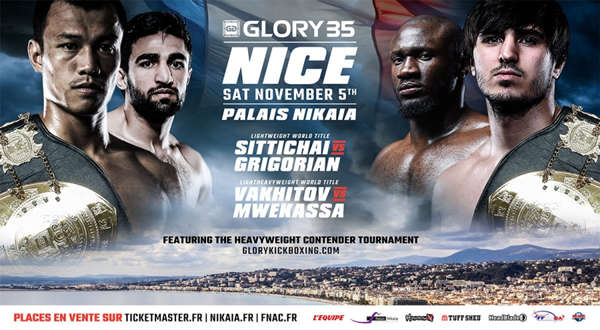 GLORY 35
NICE
SAT NOVEMBER 5TH
PALAIS NIKAIA
LIGHTWEIGHT WORLD TITLE
SITTICHAI VS
GRIGORIAN
LIGHTHEAVYWEIGHT WORLD TITLE
VAKHITOV VS
MWEKASSA
FEATURING THE HEAVYWEIGHT CONTENDER TOURNAMENT
GLORYKICKBOXING.COM
PLACES EN VENTE SUR TICKETMASTER.FR | NIKAIA.FR | FNAC.FR
L'EQUIPE
TUFF SHED
HeadBlade